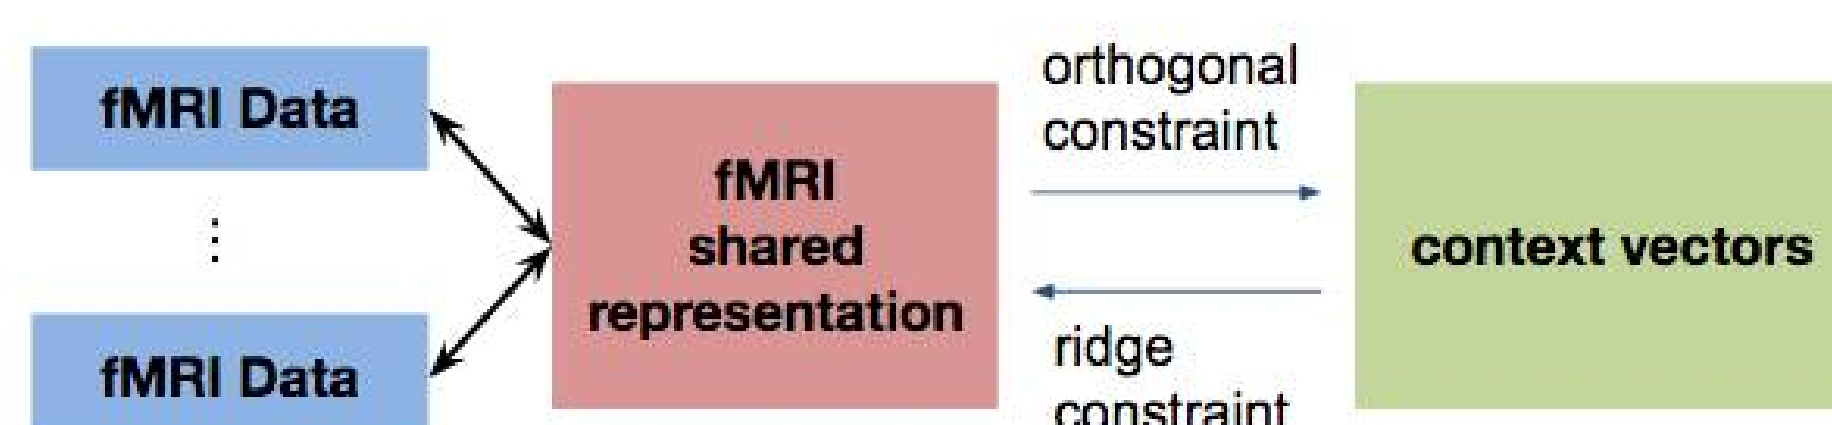 fMRI Data
⋮
fMRI Data
fMRI
shared
representation
orthogonal
constraint
ridge
constraint
context vectors